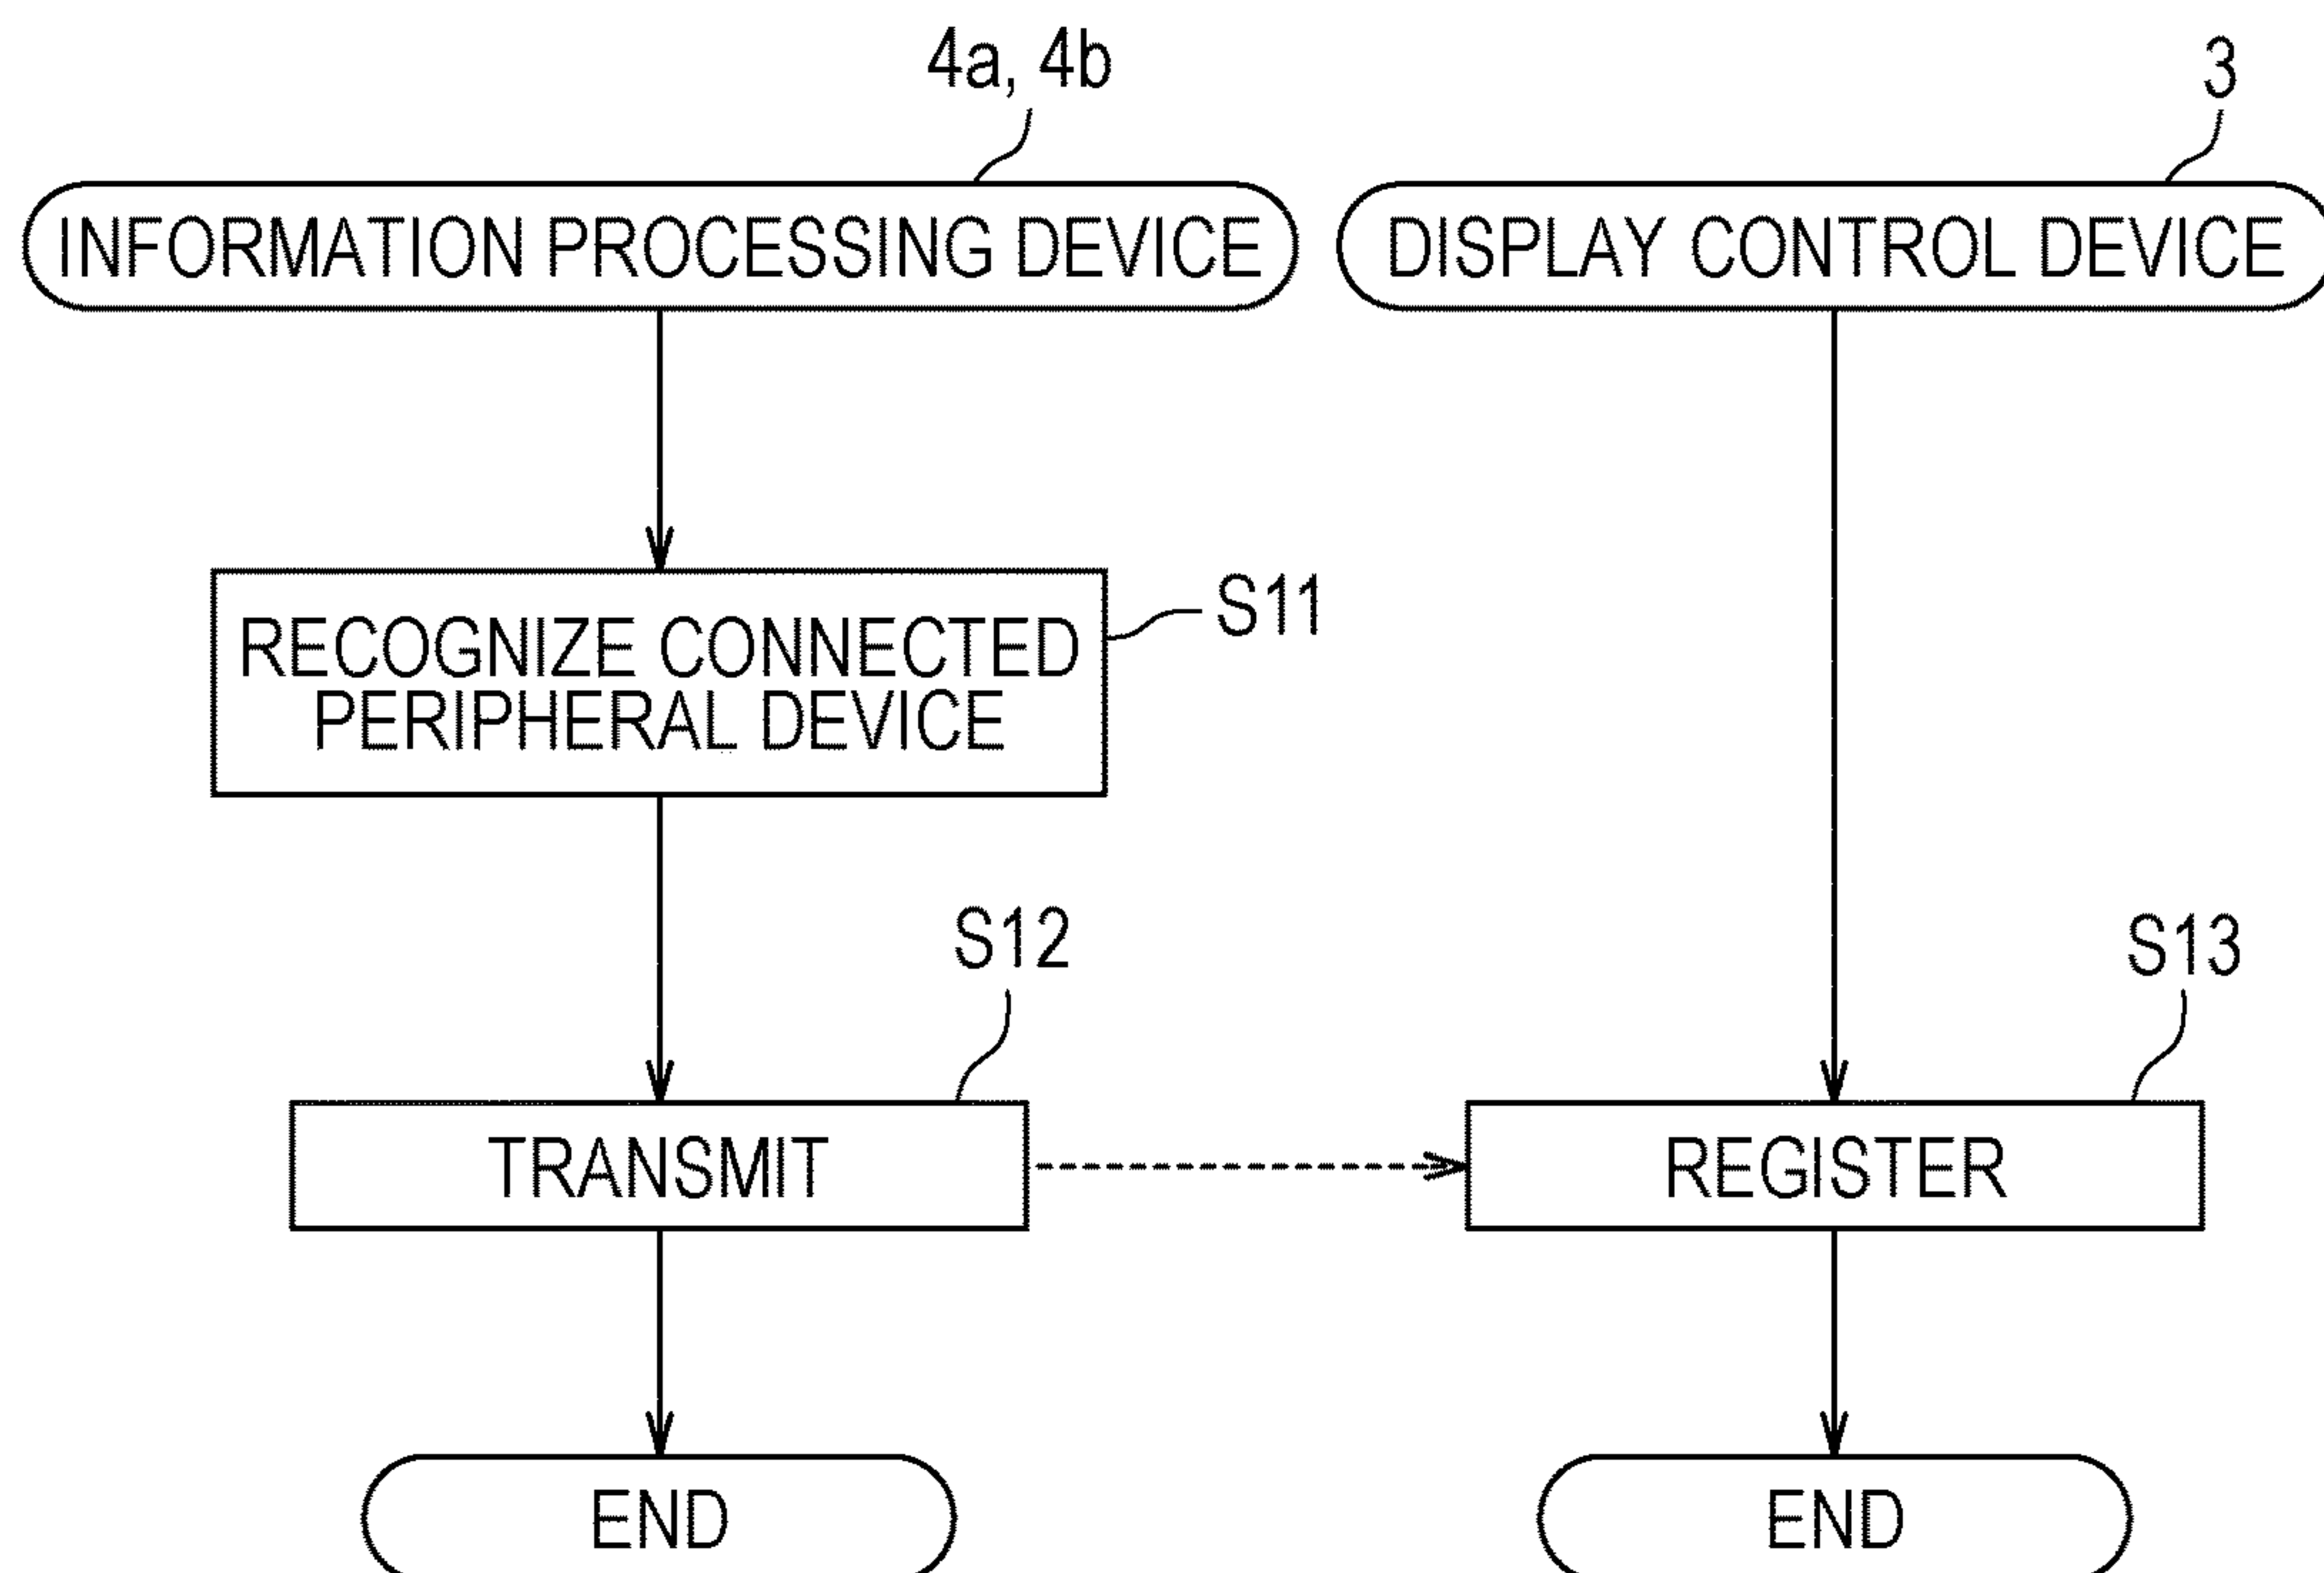 4a, 4b
3
INFORMATION PROCESSING DEVICE
DISPLAY CONTROL DEVICE
RECOGNIZE CONNECTED
PERIPHERAL DEVICE
S11
S12
S13
TRANSMIT
REGISTER
END
END